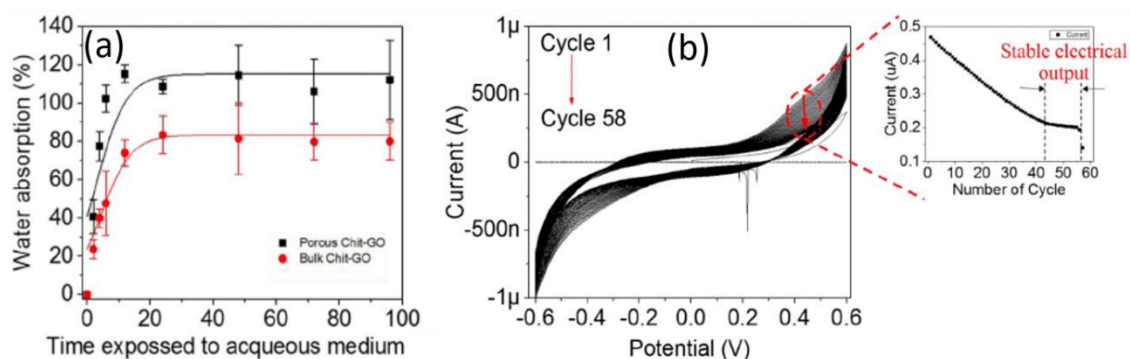 (a)
Water absorption (%)
140
120
100
80
60
40
20
0
Porous Chit-GO
Bulk Chit-GO
0 20 40 60 80 100
Time expossed to acqueous medium
(b)
Cycle 1
Cycle 58
Current (A)
1µ
500n
0
-500n
-1µ
-0.6 -0.4 -0.2 0.0 0.2 0.4 0.6
Potential (V)
Current
Stable electrical
output
Current (uA)
0.5
0.4
0.3
0.2
0.1
0 10 20 30 40 50 60
Number of Cycle